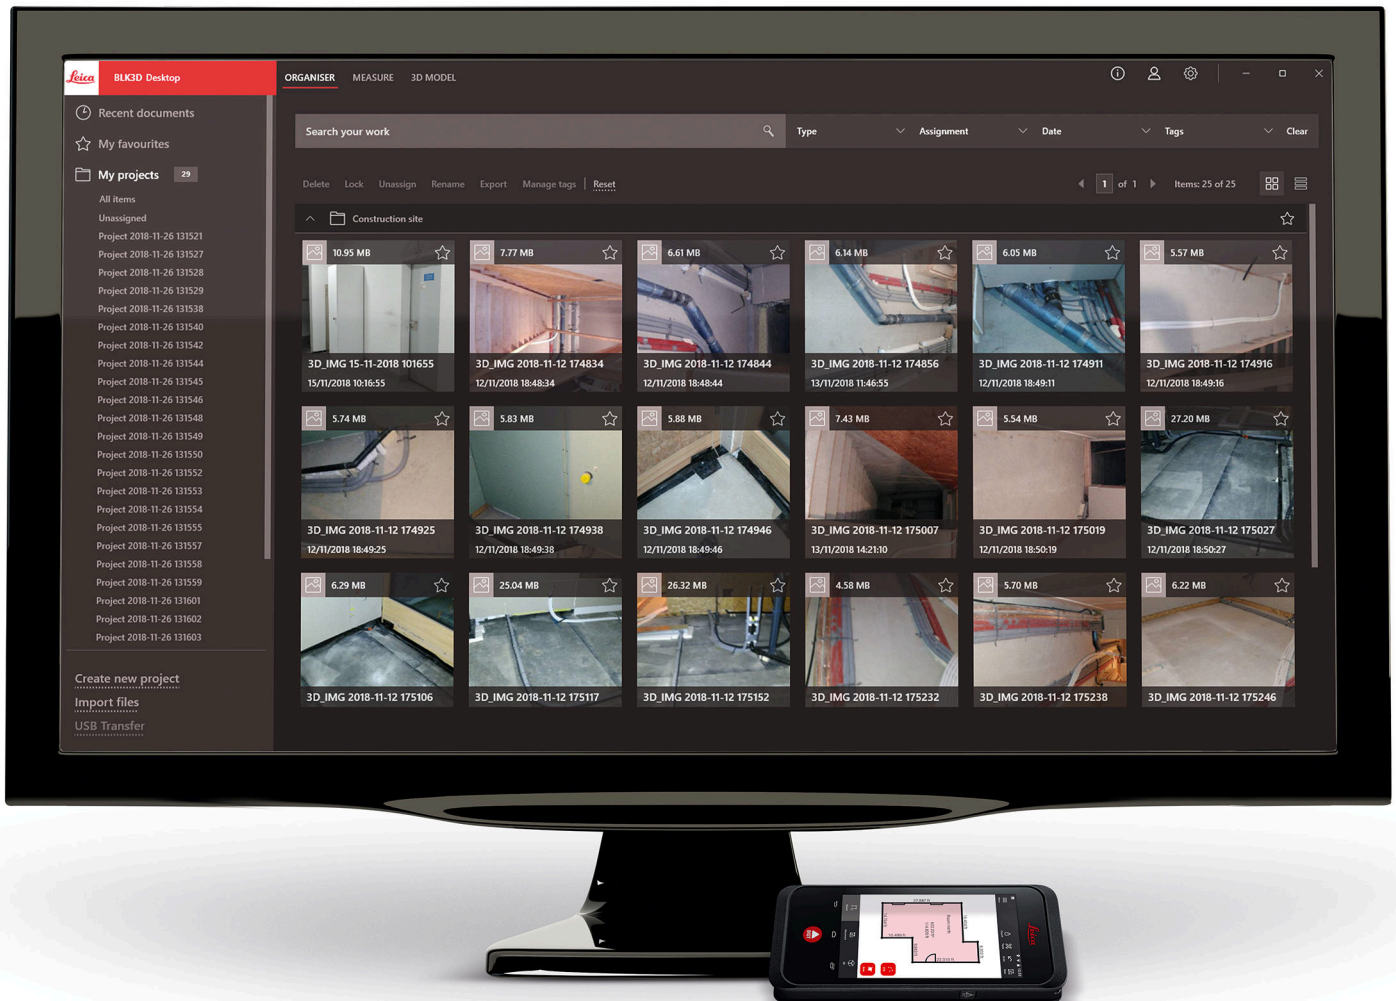 Leica
BLK3D Desktop
ORGANISER MEASURE 3D MODEL
Recent documents
My favourites
My projects 29
All items
Unassigned
Project 2018-11-26 131521
Project 2018-11-26 131527
Project 2018-11-26 131528
Project 2018-11-26 131529
Project 2018-11-26 131538
Project 2018-11-26 131540
Project 2018-11-26 131542
Project 2018-11-26 131544
Project 2018-11-26 131545
Project 2018-11-26 131546
Project 2018-11-26 131548
Project 2018-11-26 131549
Project 2018-11-26 131550
Project 2018-11-26 131552
Project 2018-11-26 131553
Project 2018-11-26 131554
Project 2018-11-26 131555
Project 2018-11-26 131557
Project 2018-11-26 131558
Project 2018-11-26 131559
Project 2018-11-26 131601
Project 2018-11-26 131602
Project 2018-11-26 131603
Create new project
Import files
USB Transfer
Search your work
Type Assignment Date Tags Clear
Delete Lock Unassign Rename Export Manage tags Reset
1 of 1 Items: 25 of 25
Construction site
10.95 MB 7.77 MB 6.61 MB 6.14 MB 6.05 MB 5.57 MB
3D_IMG 15-11-2018 101655 3D_IMG 2018-11-12 174834 3D_IMG 2018-11-12 174844 3D_IMG 2018-11-12 174856 3D_IMG 2018-11-12 174911 3D_IMG 2018-11-12 174916
15/11/2018 10:16:55 12/11/2018 18:48:34 12/11/2018 18:48:44 13/11/2018 11:46:55 12/11/2018 18:49:11 12/11/2018 18:49:16
5.74 MB 5.83 MB 5.88 MB 7.43 MB 5.54 MB 27.20 MB
3D_IMG 2018-11-12 174925 3D_IMG 2018-11-12 174938 3D_IMG 2018-11-12 174946 3D_IMG 2018-11-12 175007 3D_IMG 2018-11-12 175019 3D_IMG 2018-11-12 175027
12/11/2018 18:49:25 12/11/2018 18:49:38 12/11/2018 18:49:46 13/11/2018 14:21:10 12/11/2018 18:50:19 12/11/2018 18:50:27
6.29 MB 25.04 MB 26.32 MB 4.58 MB 5.70 MB 6.22 MB
3D_IMG 2018-11-12 175106 3D_IMG 2018-11-12 175117 3D_IMG 2018-11-12 175152 3D_IMG 2018-11-12 175232 3D_IMG 2018-11-12 175238 3D_IMG 2018-11-12 175246
Leica